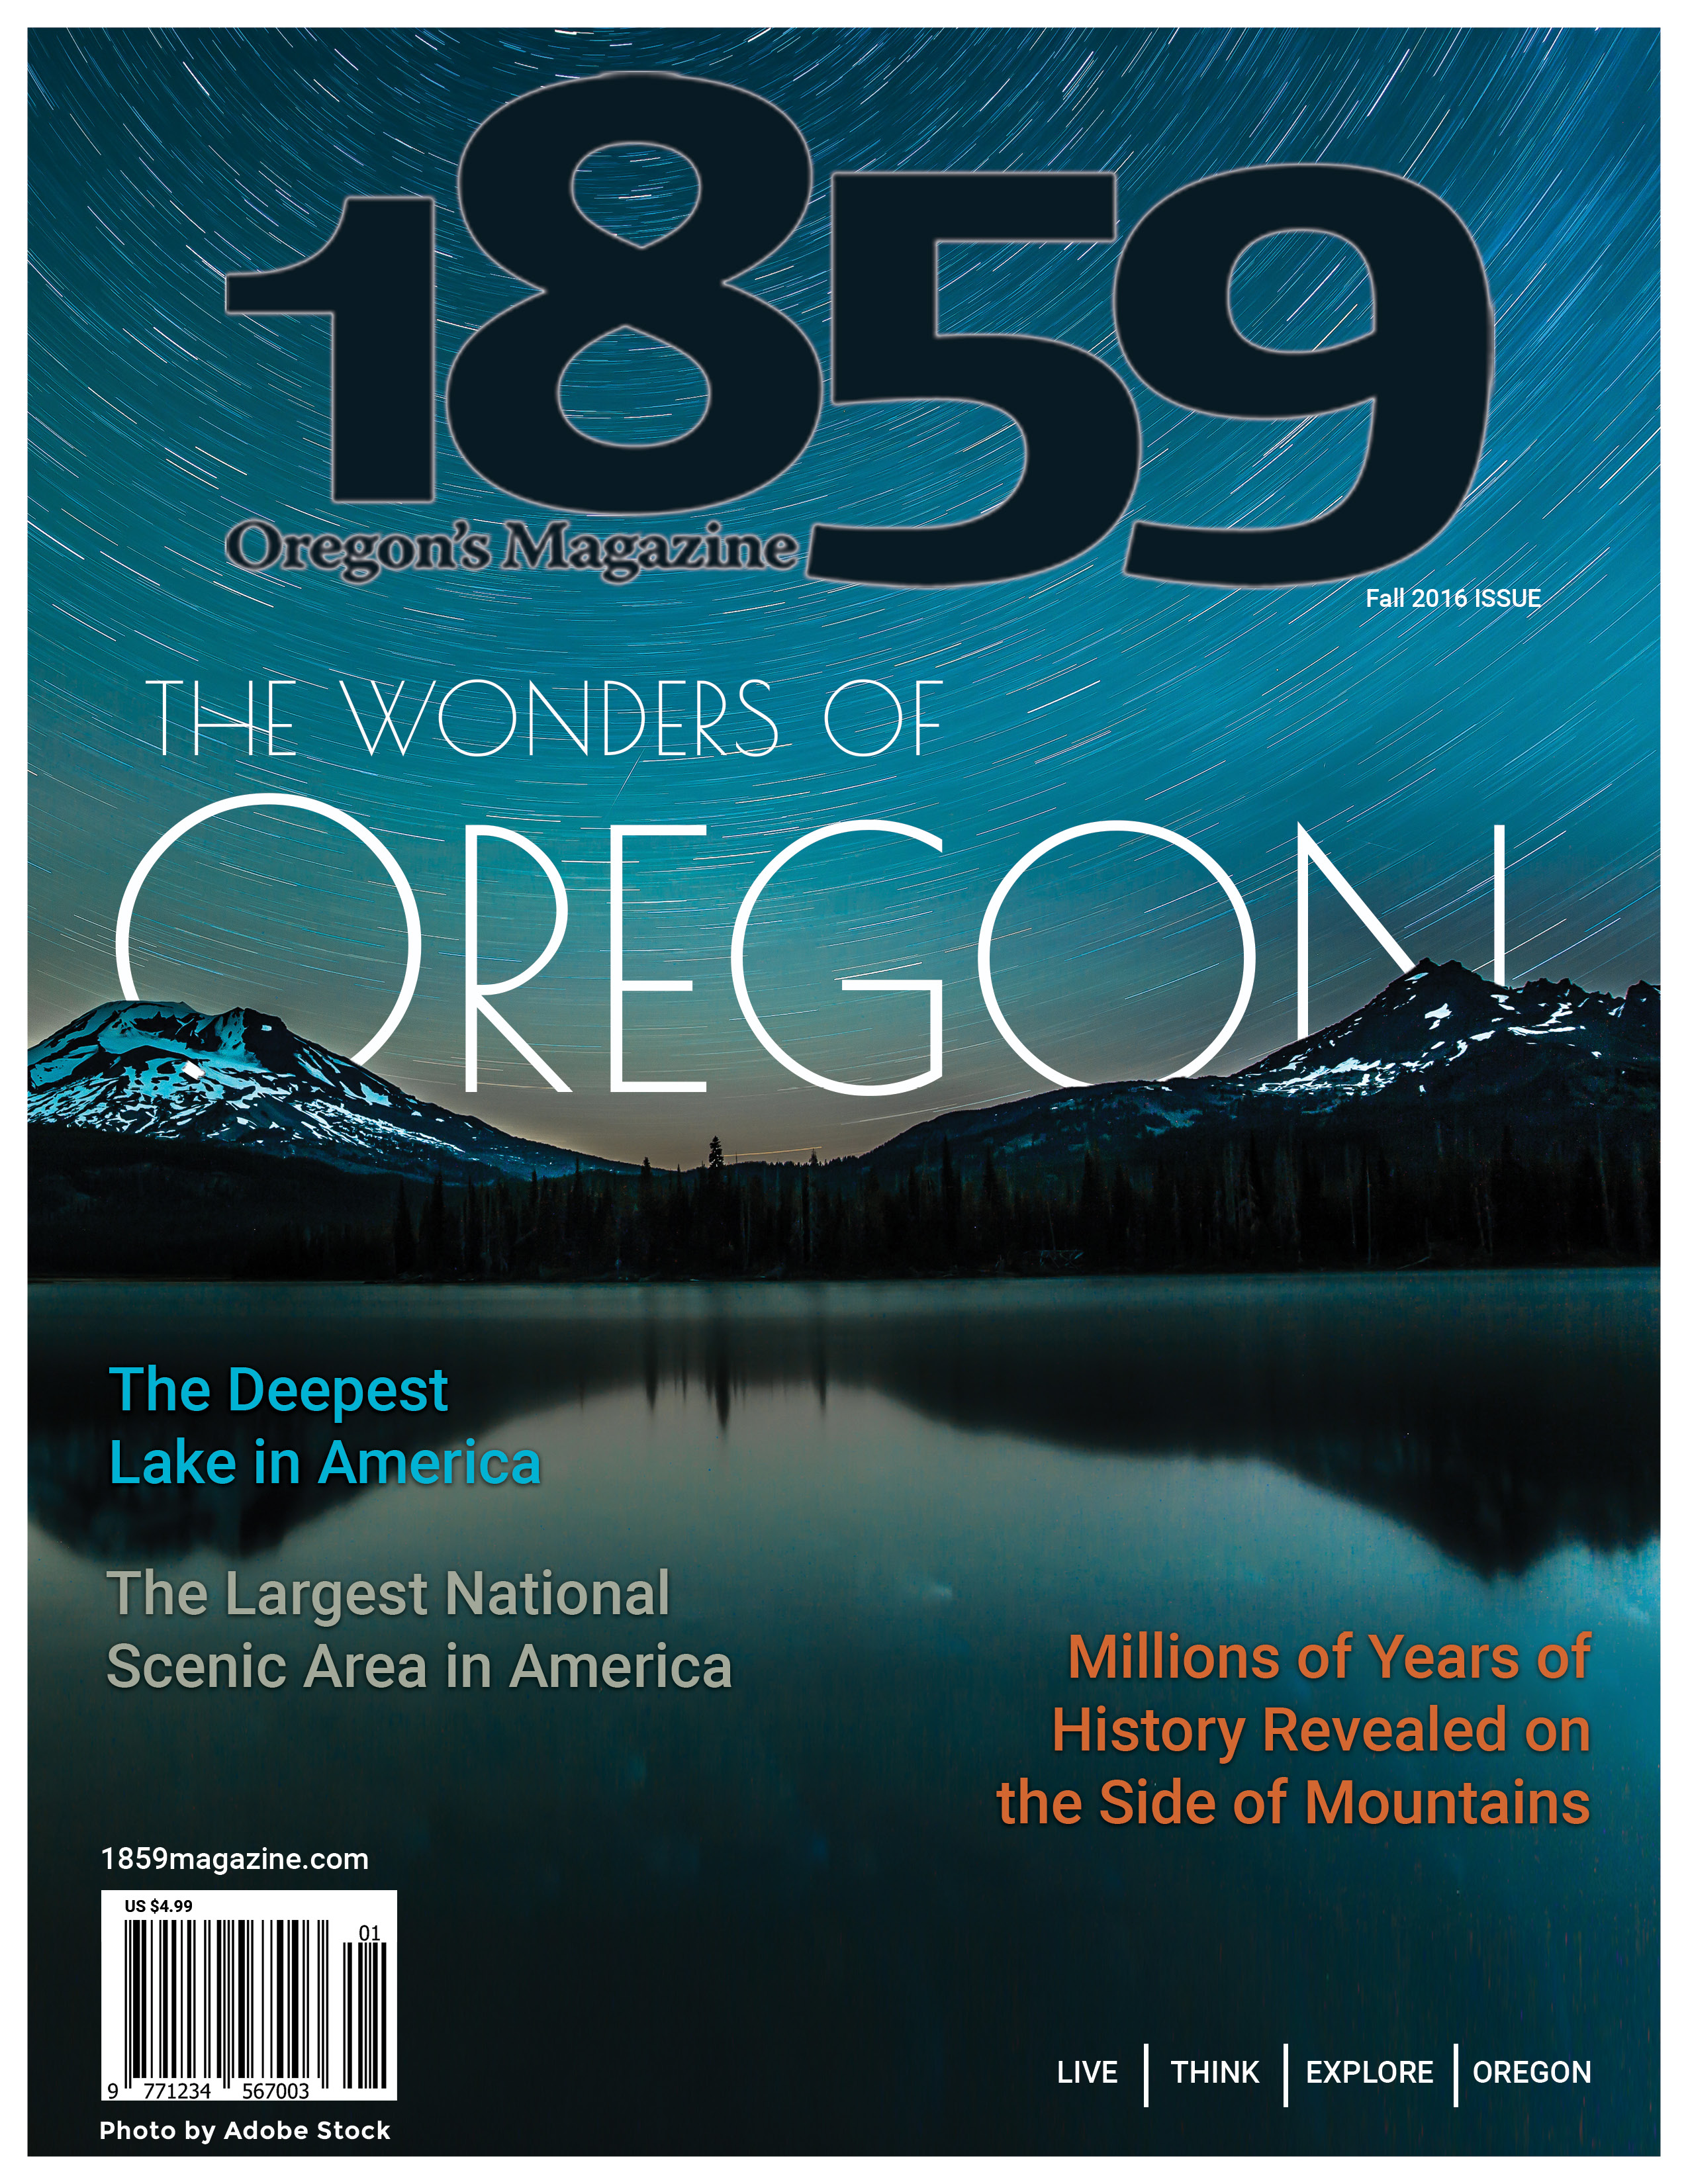 1859
Oregon's Magazine
Fall 2016 ISSUE
THE WONDERS OF
OREGON
The Deepest
Lake in America
The Largest National
Scenic Area in America
Millions of Years of
History Revealed on
the Side of Mountains
1859magazine.com
US $4.99
01
9 771234 567003
Photo by Adobe Stock
LIVE | THINK | EXPLORE | OREGON